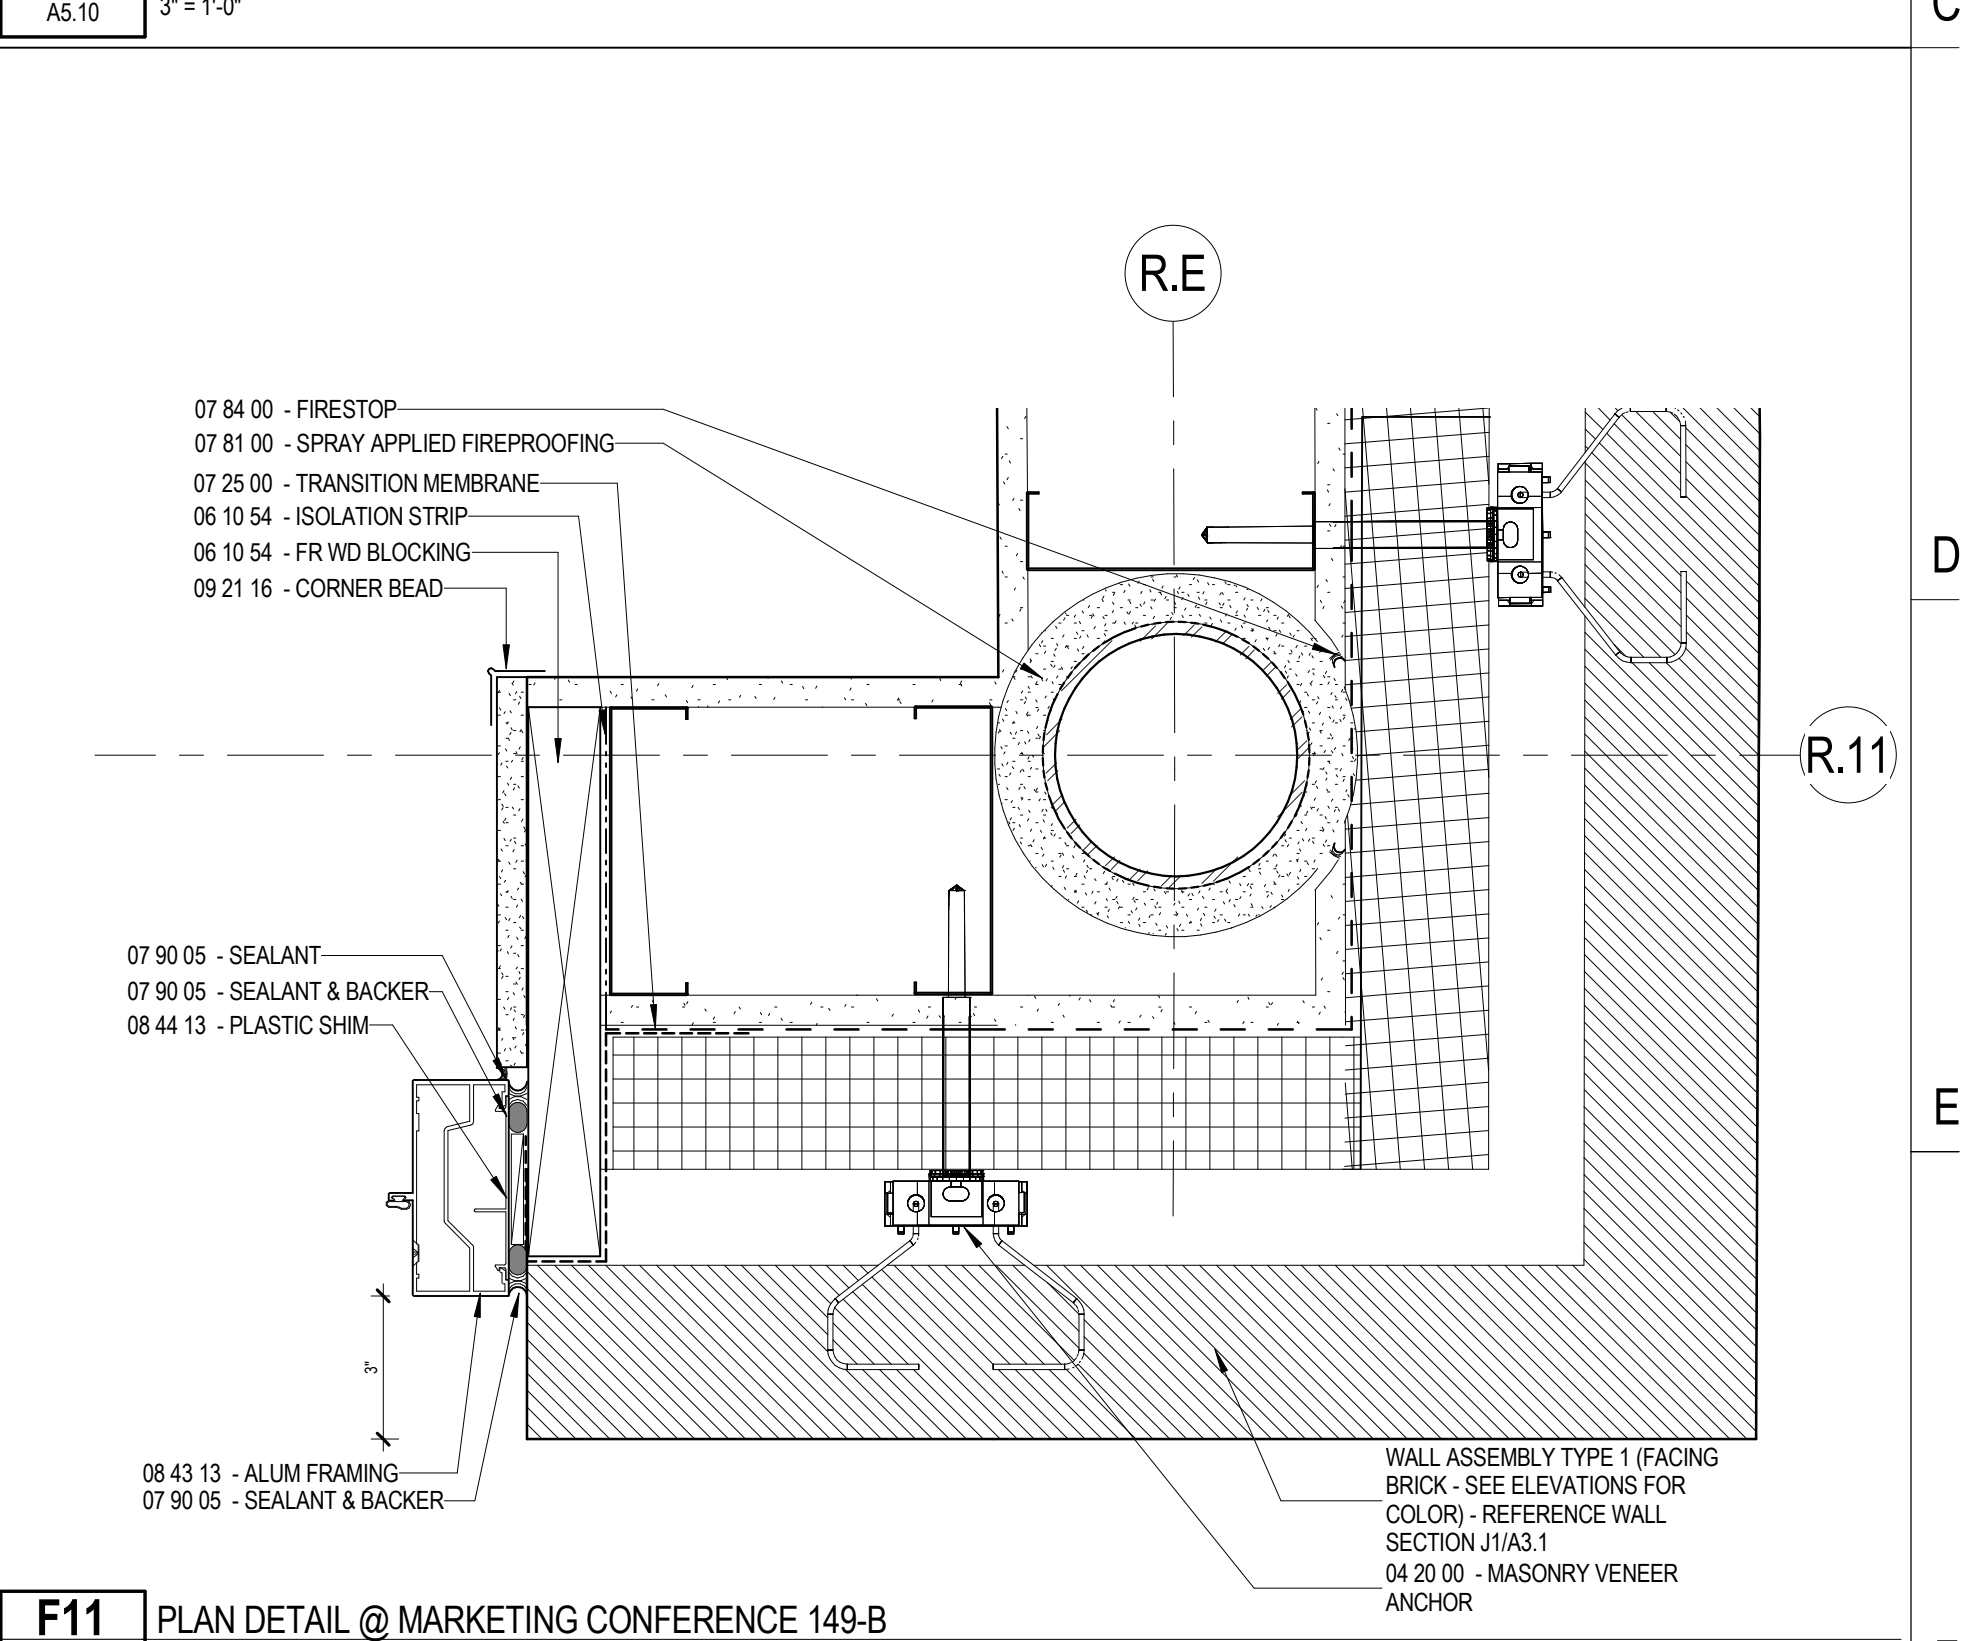 A5.10
3" = 1'-0"
C
R.E
07 84 00 - FIRESTOP
07 81 00 - SPRAY APPLIED FIREPROOFING
07 25 00 - TRANSITION MEMBRANE
06 10 54 - ISOLATION STRIP
06 10 54 - FR WD BLOCKING
09 21 16 - CORNER BEAD
D
R.11
07 90 05 - SEALANT
07 90 05 - SEALANT & BACKER
08 44 13 - PLASTIC SHIM
E
3"
08 43 13 - ALUM FRAMING
07 90 05 - SEALANT & BACKER
WALL ASSEMBLY TYPE 1 (FACING
BRICK - SEE ELEVATIONS FOR
COLOR) - REFERENCE WALL
SECTION J1/A3.1
04 20 00 - MASONRY VENEER
ANCHOR
F11
PLAN DETAIL @ MARKETING CONFERENCE 149-B